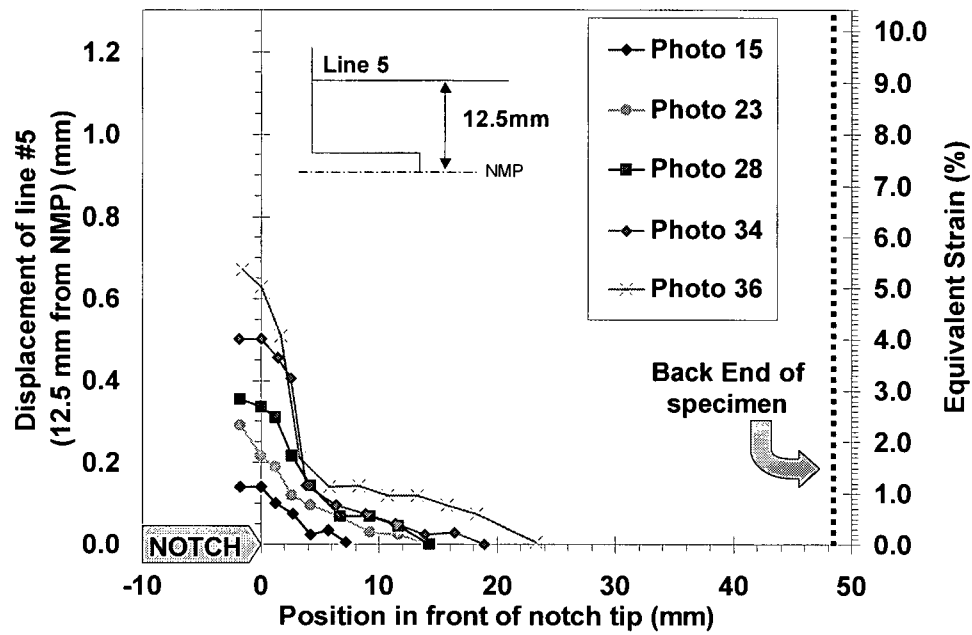 Displacement of line #5
(12.5 mm from NMP) (mm)
1.2
1.0
0.8
0.6
0.4
0.2
0.0
Line 5
12.5mm
NMP
Photo 15
Photo 23
Photo 28
Photo 34
Photo 36
Back End of
specimen
NOTCH
10.0
9.0
8.0
7.0
6.0
5.0
4.0
3.0
2.0
1.0
0.0
Equivalent Strain (%)
-10 0 10 20 30 40 50
Position in front of notch tip (mm)